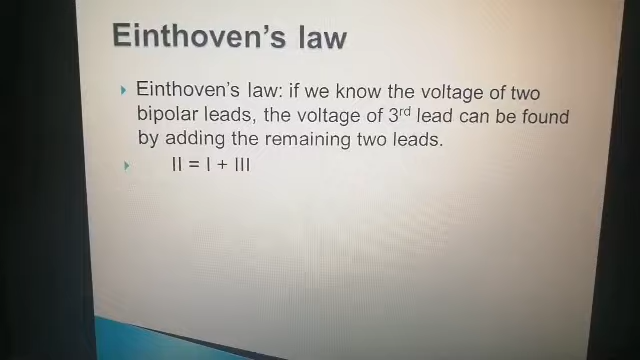 Einthoven's law
Einthoven's law: if we know the voltage of two
bipolar leads, the voltage of 3rd lead can be found
by adding the remaining two leads.
II = I + III